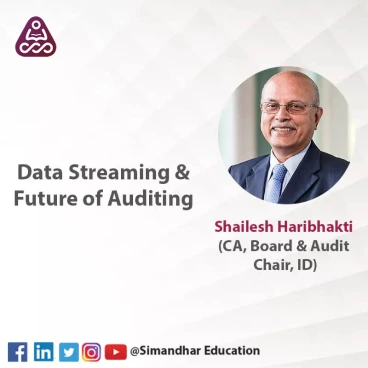 Data Streaming &
Future of Auditing
Shailesh Haribhakti
(CA, Board & Audit
Chair, ID)
@Simandhar Education